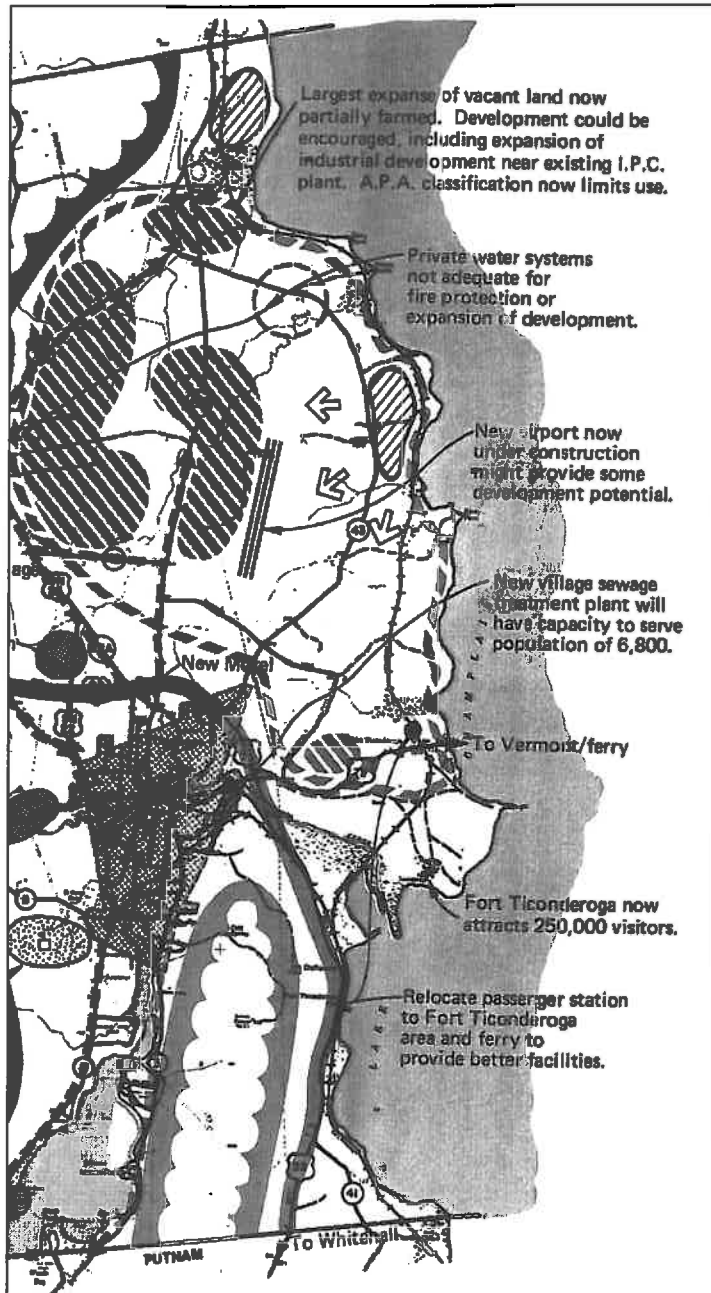 Largest expanse of vacant land now
partially farmed. Development could be
encouraged, including expansion of
industrial development near existing I.P.C.
plant. A.P.A. classification now limits use.
Private water systems
not adequate for
fire protection or
expansion of development.
New airport now
under construction
might provide some
development potential.
43
New village sewage
treatment plant will
have capacity to serve
population of 6,800.
New Motel
To Vermont/ferry
Fort Ticonderoga now
attracts 250,000 visitors.
Relocate passenger station
to Fort Ticonderoga
area and ferry to
provide better facilities.
LAKE
41
To Whitehall
PUTNAM